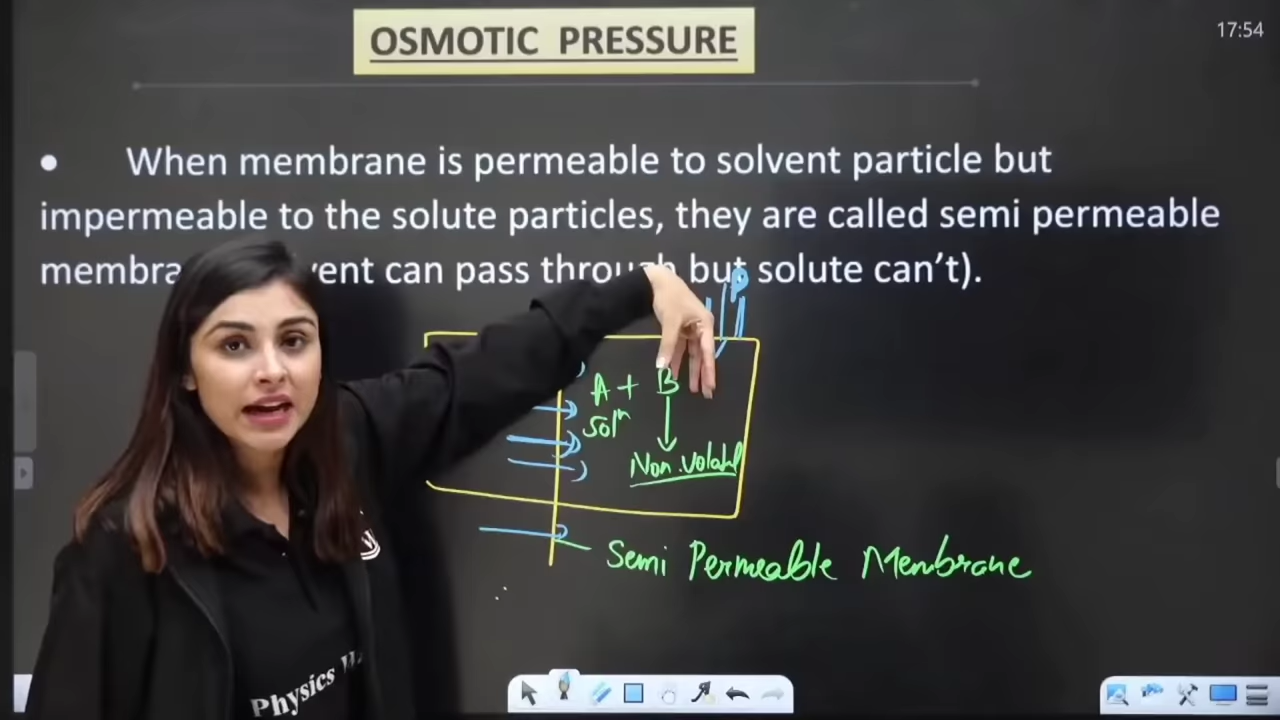 17:54
OSMOTIC PRESSURE
• When membrane is permeable to solvent particle but
impermeable to the solute particles, they are called semi permeable
but solute can't).
can pass through
P
A + B
Solⁿ
Non.Volatil
Semi Permeable Membrane
Physics